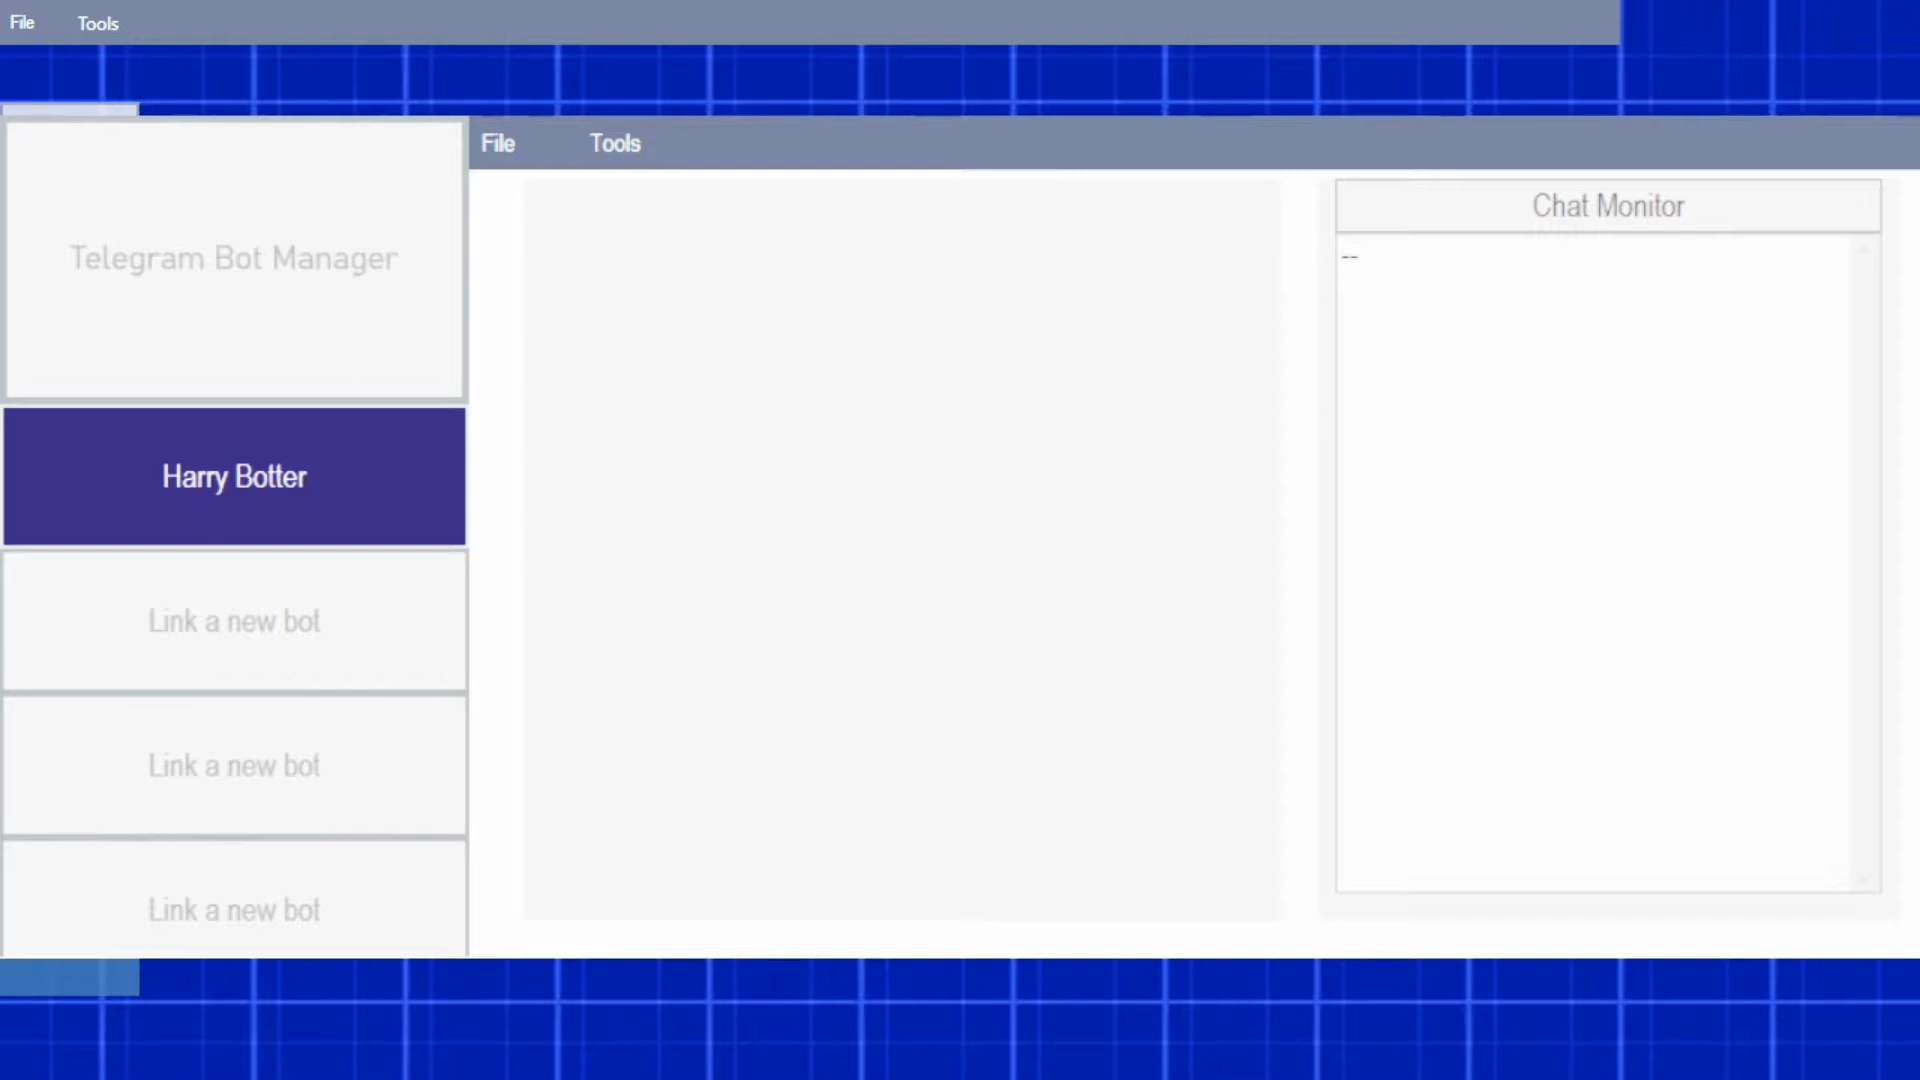 File Tools
File Tools
Telegram Bot Manager
Chat Monitor
--
Harry Botter
Link a new bot
Link a new bot
Link a new bot